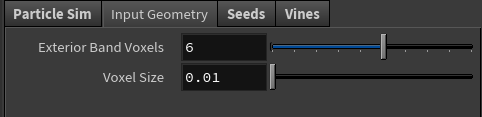 Particle Sim Input Geometry Seeds Vines
Exterior Band Voxels 6
Voxel Size 0.01